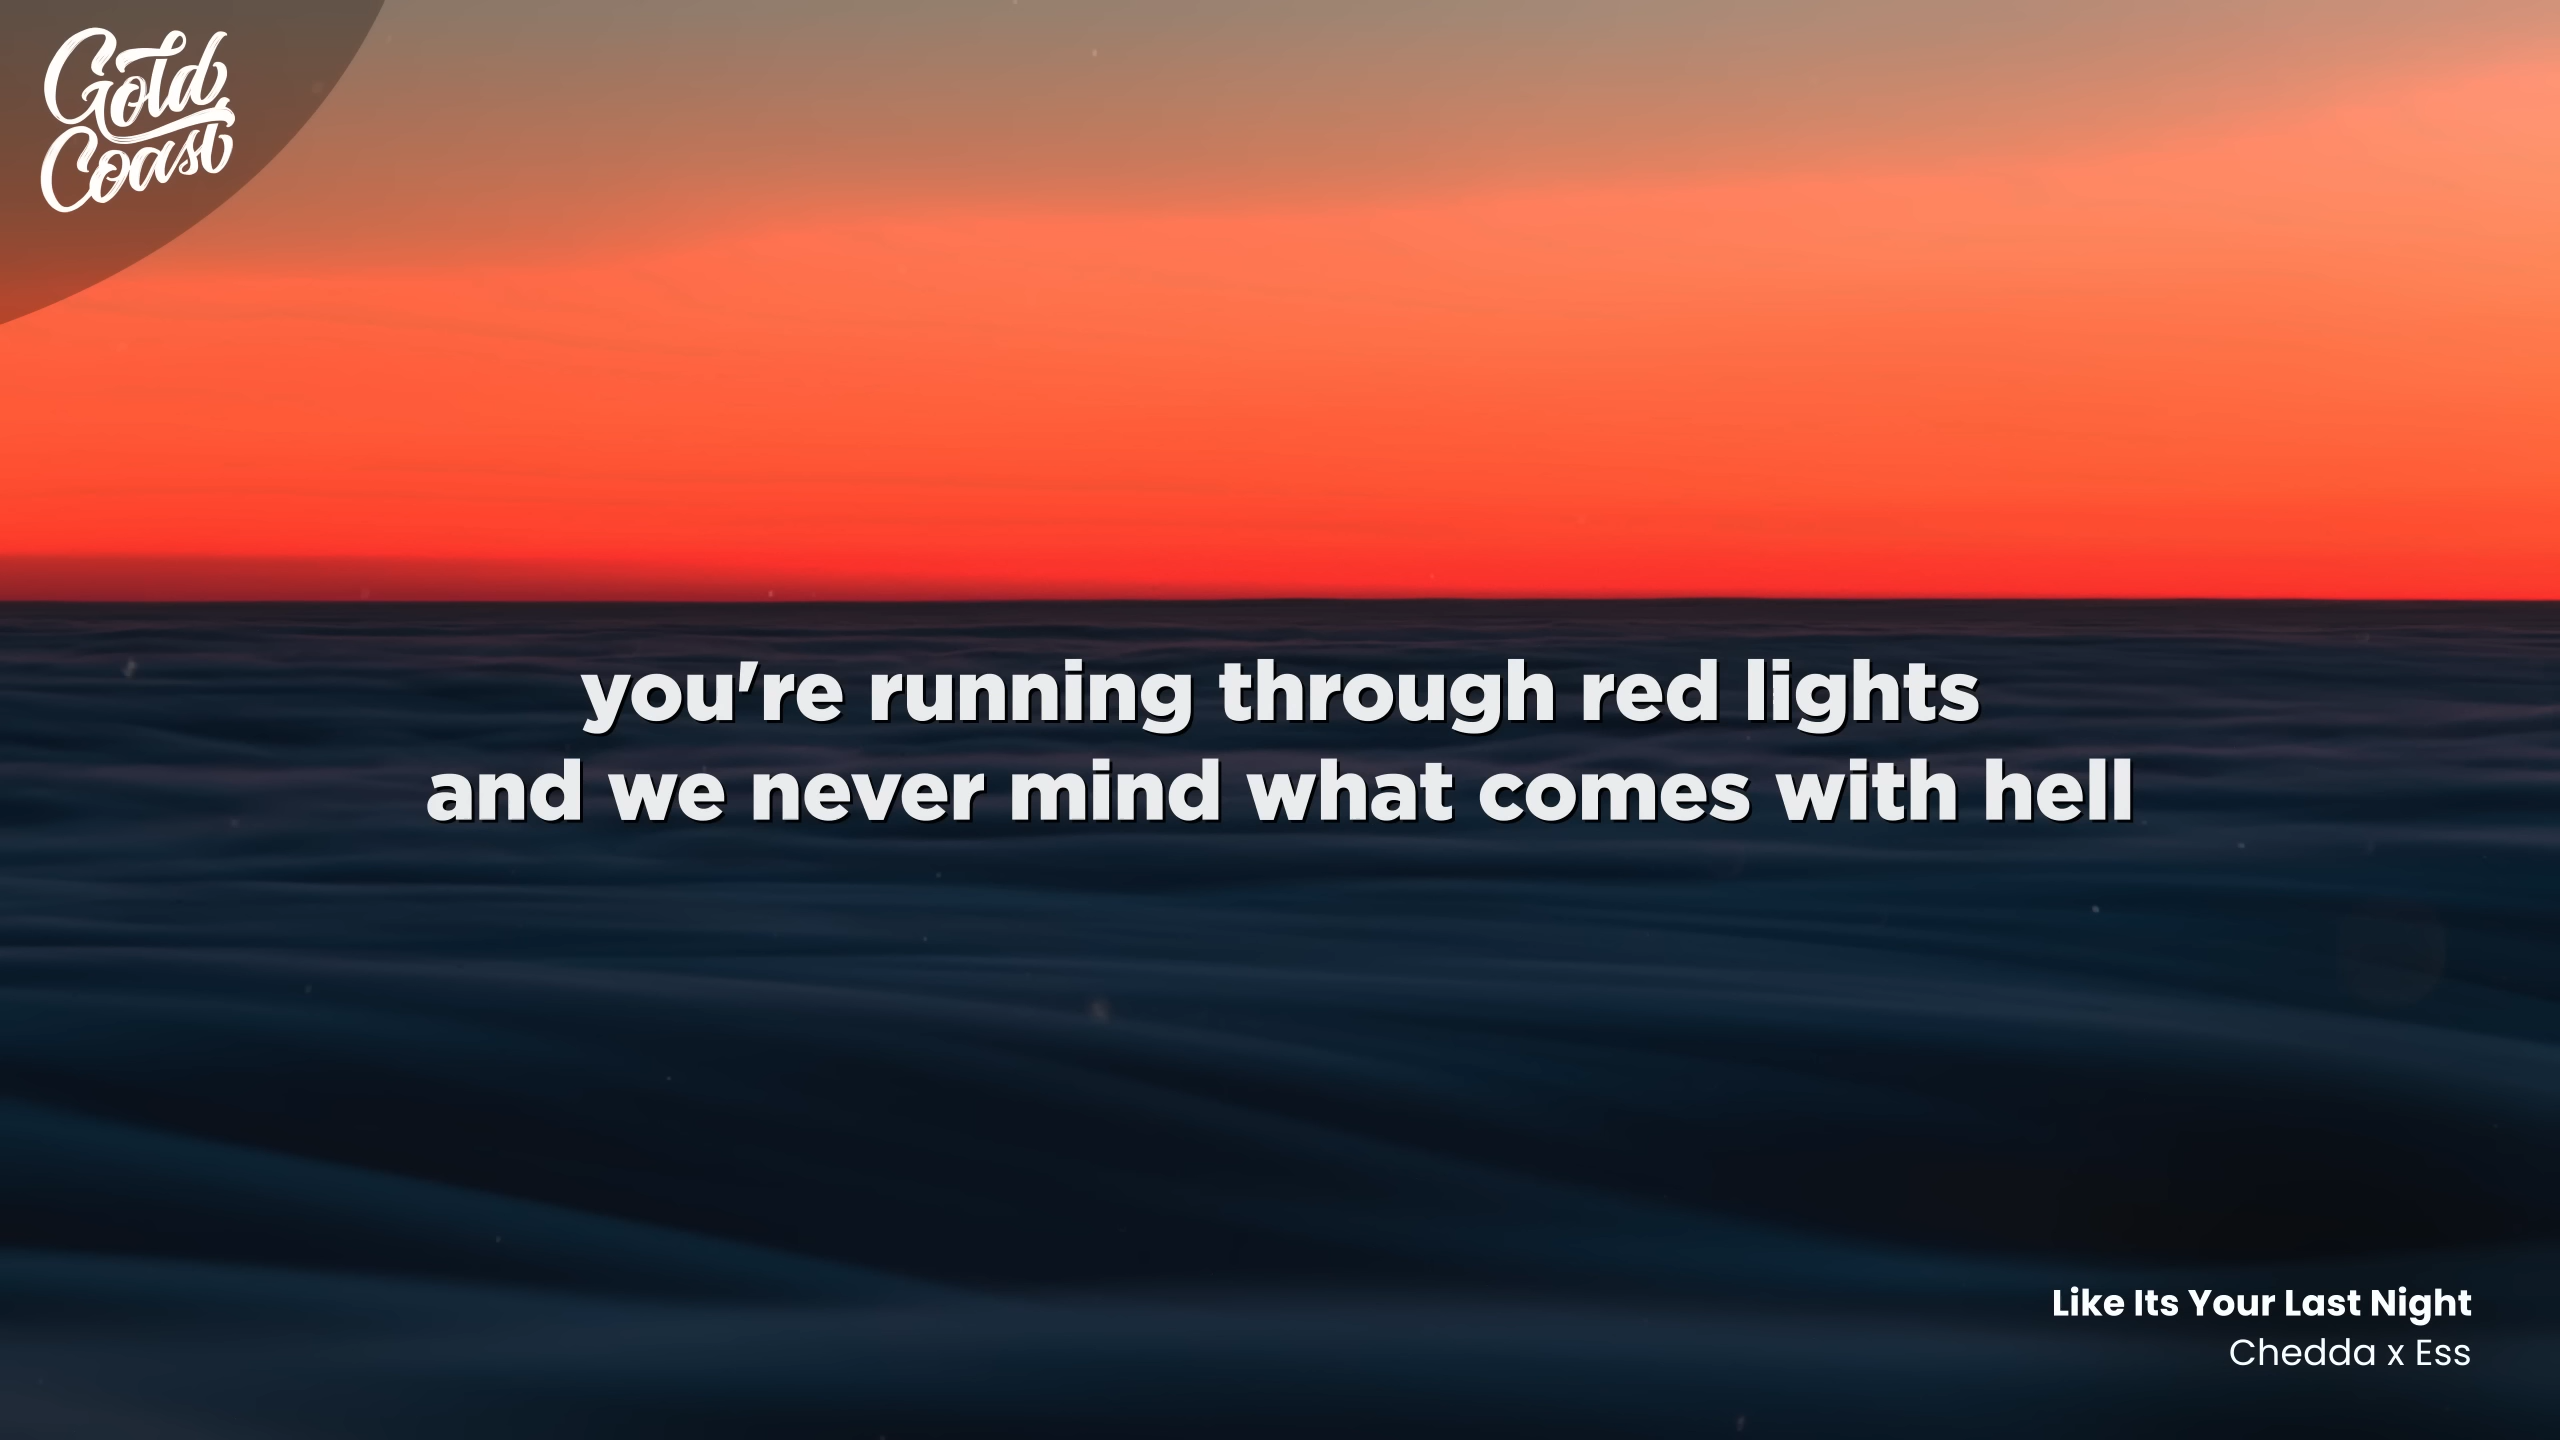 Gold
Coast
you're running through red lights
and we never mind what comes with hell
Like Its Your Last Night
Chedda x Ess